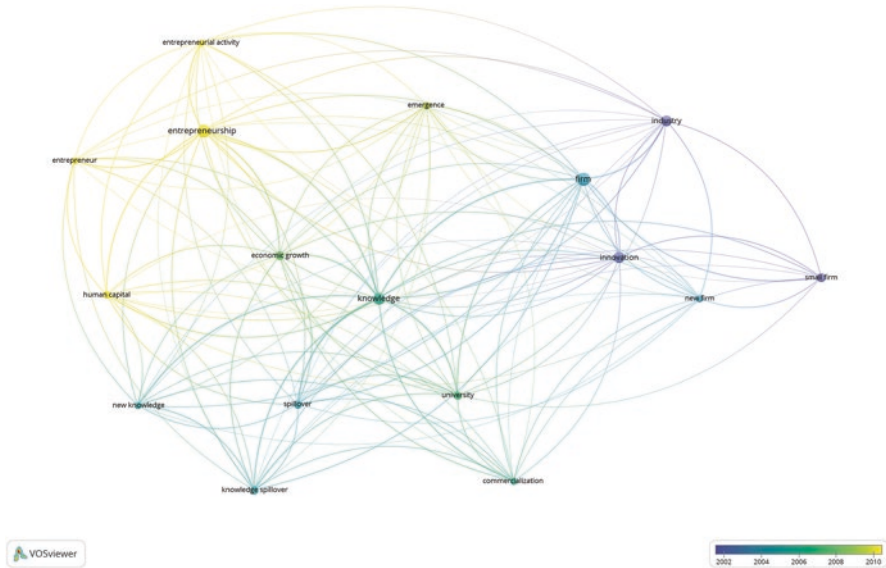 entrepreneurial activity
emergence
industry
entrepreneurship
entrepreneur
firm
economic growth
innovation
small firm
human capital
knowledge
new firm
university
new knowledge
spillover
commercialization
knowledge spillover
VOSviewer
2002 2004 2006 2008 2010